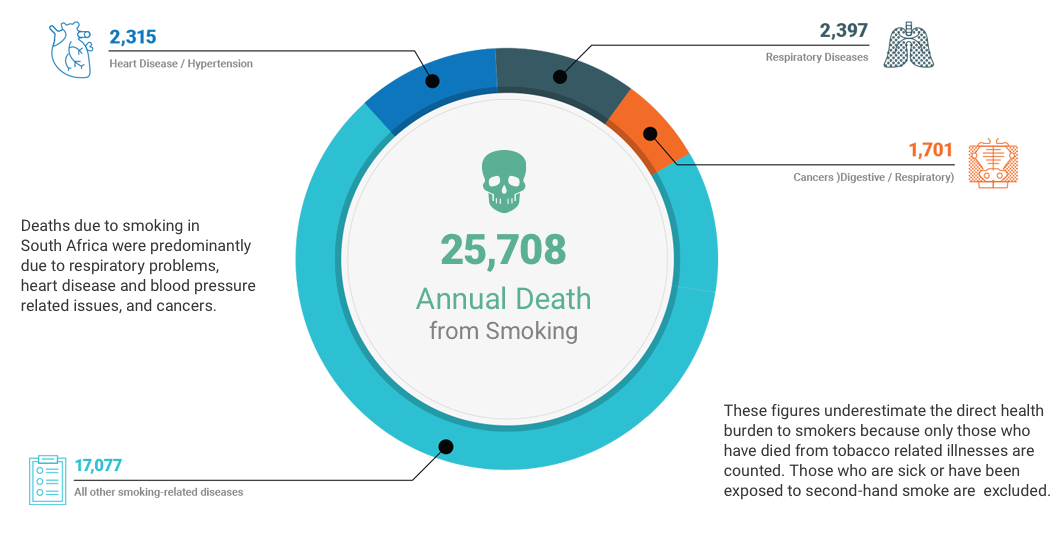 2,315
Heart Disease / Hypertension
2,397
Respiratory Diseases
1,701
Cancers )Digestive / Respiratory)
Deaths due to smoking in
South Africa were predominantly
due to respiratory problems,
heart disease and blood pressure
related issues, and cancers.
25,708
Annual Death
from Smoking
These figures underestimate the direct health
burden to smokers because only those who
have died from tobacco related illnesses are
counted. Those who are sick or have been
exposed to second-hand smoke are excluded.
17,077
All other smoking-related diseases